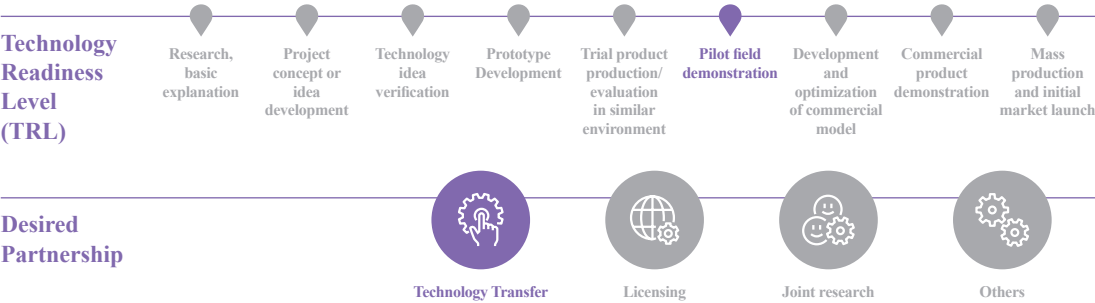 Technology
Readiness
Level
(TRL)
Research,
basic
explanation
Project
concept or
idea
development
Technology
idea
verification
Prototype
Development
Trial product
production/
evaluation
in similar
environment
Pilot field
demonstration
Development
and
optimization
of commercial
model
Commercial
product
demonstration
Mass
production
and initial
market launch
Desired
Partnership
Technology Transfer
Licensing
Joint research
Others